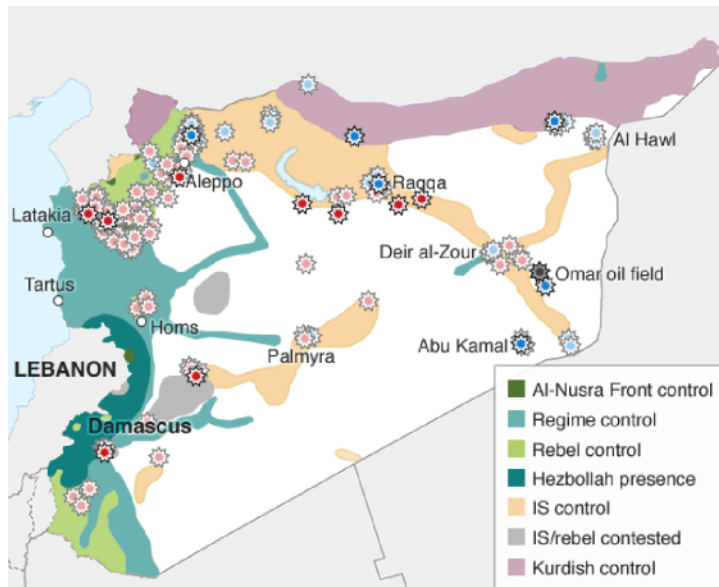 Aleppo
Al Hawl
Raqqa
Latakia
Deir al-Zour
Omar oil field
Tartus
Homs
Palmyra
Abu Kamal
LEBANON
Damascus
Al-Nusra Front control
Regime control
Rebel control
Hezbollah presence
IS control
IS/rebel contested
Kurdish control